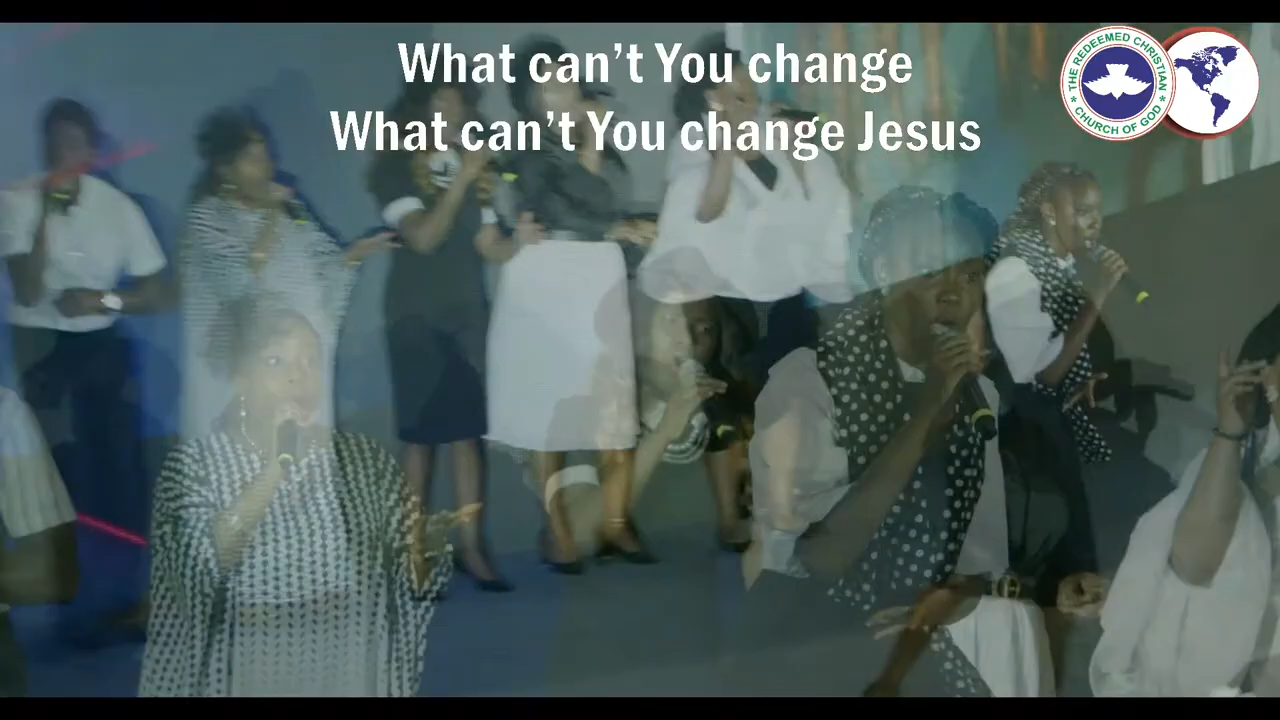 What can't You change
What can't You change Jesus
THE REDEEMED CHRISTIAN
CHURCH OF GOD